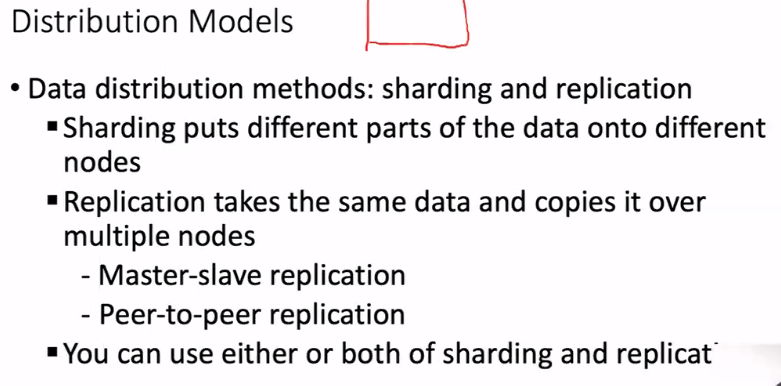 Distribution Models
• Data distribution methods: sharding and replication
▪ Sharding puts different parts of the data onto different
nodes
▪ Replication takes the same data and copies it over
multiple nodes
- Master-slave replication
- Peer-to-peer replication
▪ You can use either or both of sharding and